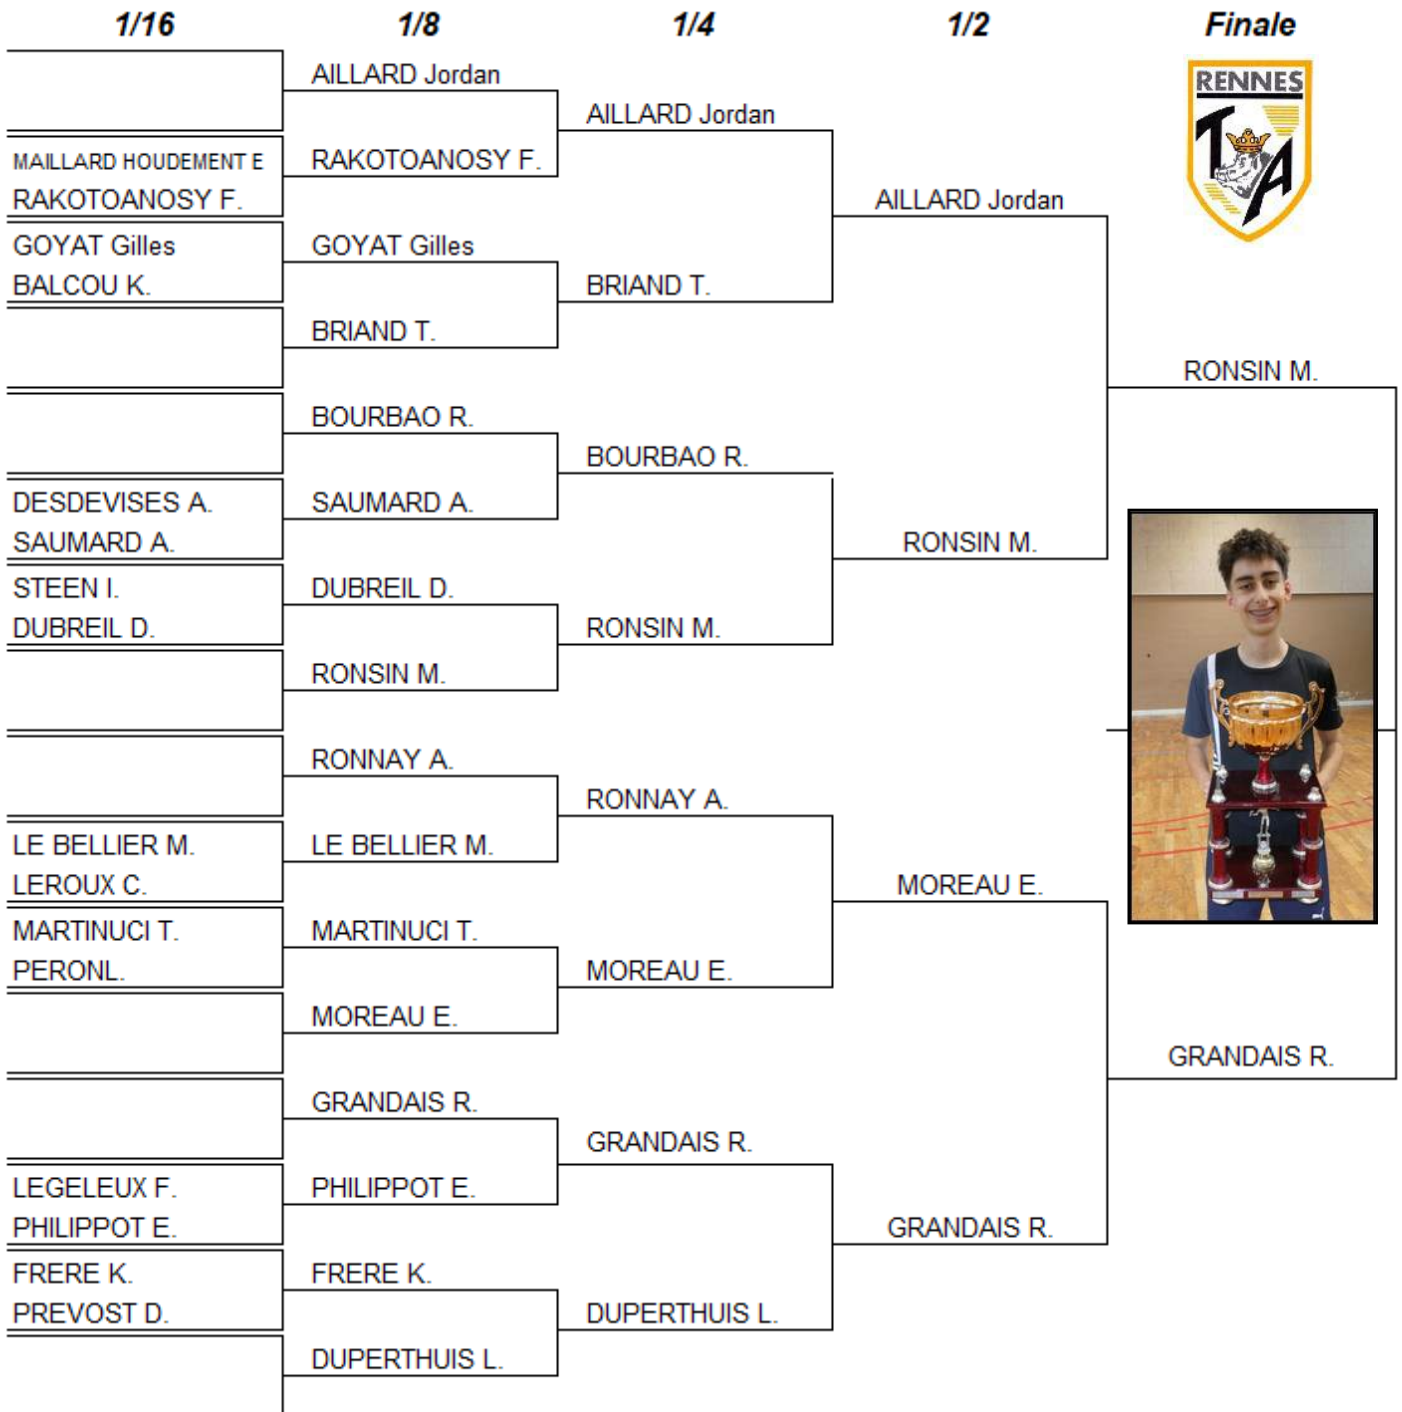 1/16 1/8 1/4 1/2 Finale
AILLARD Jordan
RENNES
TA
AILLARD Jordan
MAILLARD HOUDEMENT E
RAKOTOANOSY F.
RAKOTOANOSY F.
AILLARD Jordan
GOYAT Gilles
GOYAT Gilles
BALCOU K.
BRIAND T.
BRIAND T.
RONSIN M.
BOURBAO R.
BOURBAO R.
DESDEVISES A.
SAUMARD A.
SAUMARD A.
RONSIN M.
STEEN I.
DUBREIL D.
DUBREIL D.
RONSIN M.
RONSIN M.
RONNAY A.
RONNAY A.
LE BELLIER M.
LE BELLIER M.
LEROUX C.
MOREAU E.
MARTINUCI T.
MARTINUCI T.
PERONL.
MOREAU E.
MOREAU E.
GRANDAIS R.
GRANDAIS R.
GRANDAIS R.
LEGELEUX F.
PHILIPPOT E.
PHILIPPOT E.
GRANDAIS R.
FRERE K.
FRERE K.
PREVOST D.
DUPERTHUIS L.
DUPERTHUIS L.